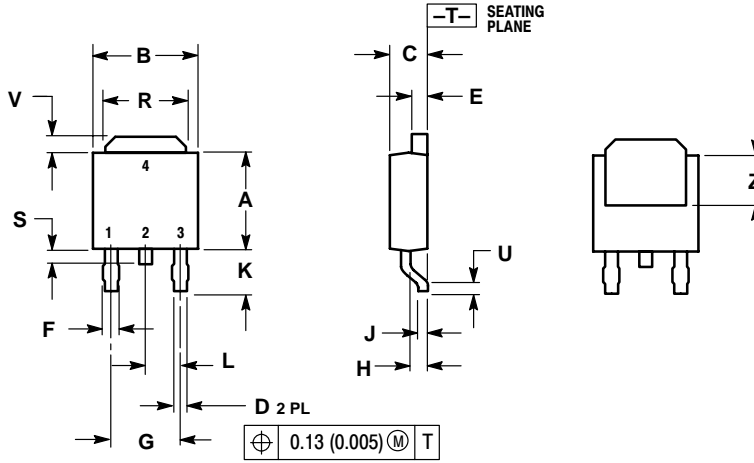 –T– SEATING
PLANE
B
C
V
R
E
4
A
Z
S
1 2 3
K
U
F
J
L
H
D 2 PL
G
⌖ 0.13 (0.005) Ⓜ T